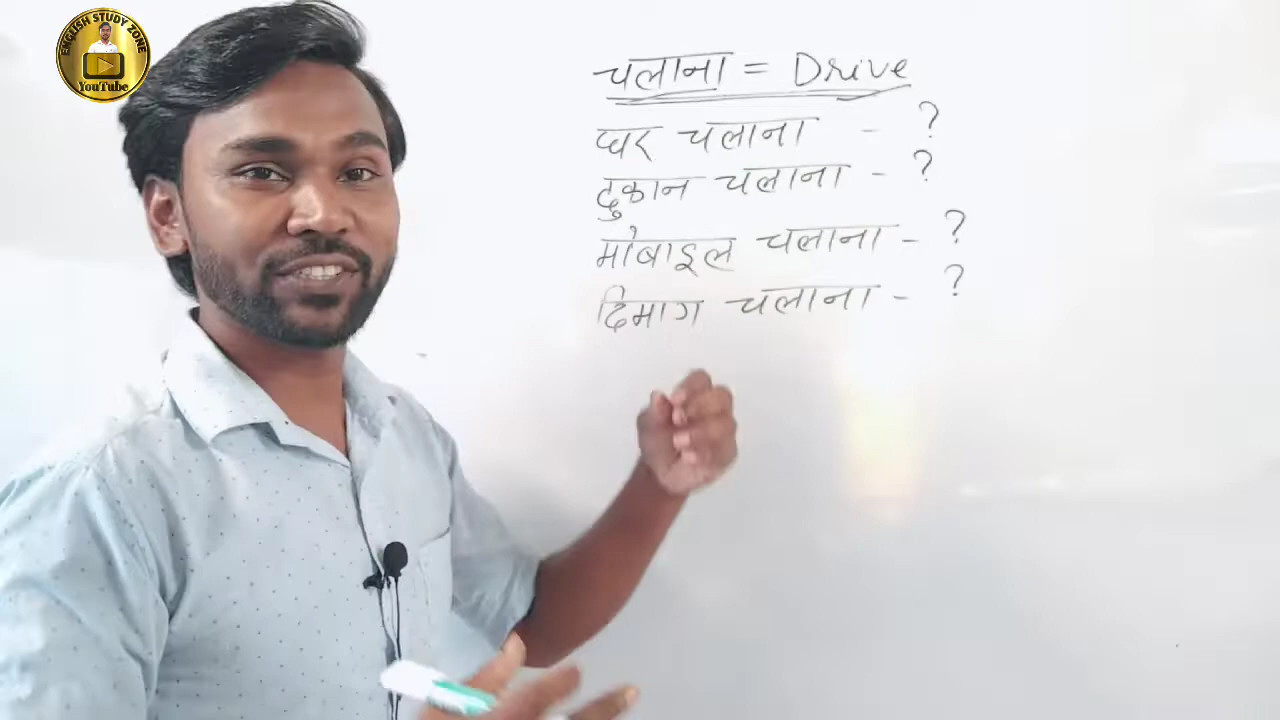 ENGLISH STUDY ZONE
YouTube
चलाना = Drive
घर चलाना - ?
दुकान चलाना - ?
मोबाइल चलाना - ?
दिमाग चलाना - ?